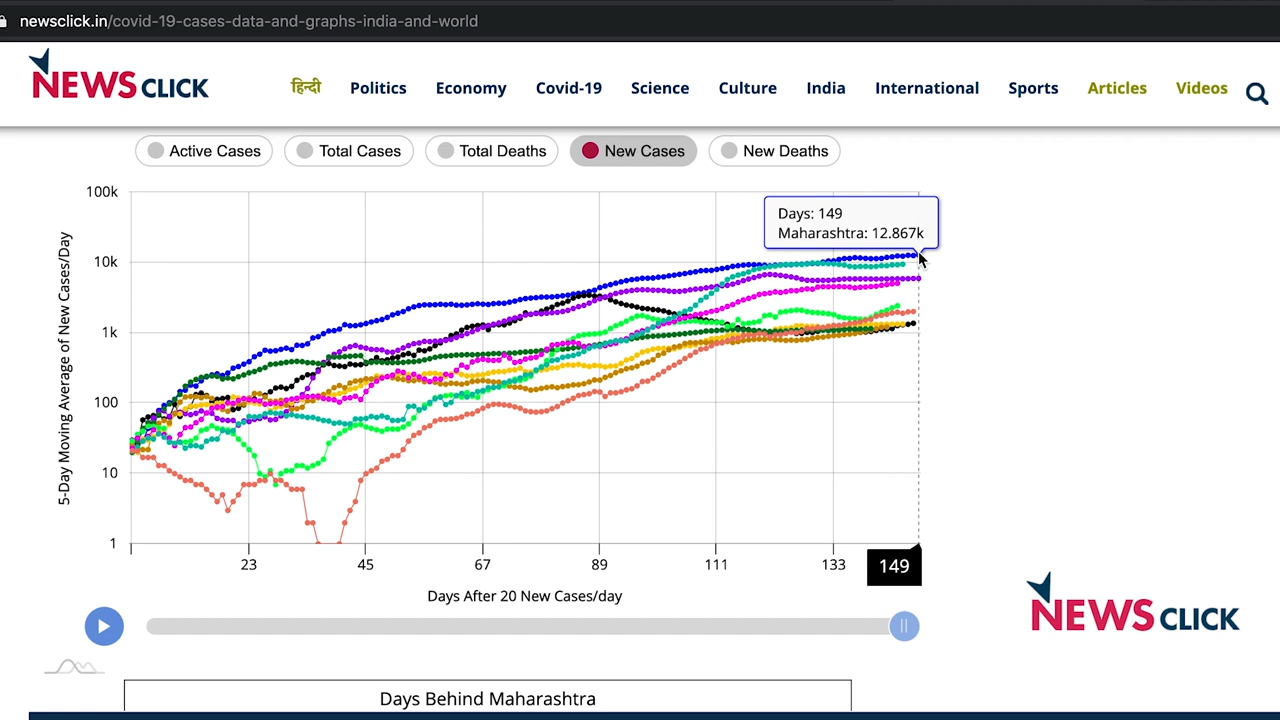 newsclick.in/covid-19-cases-data-and-graphs-india-and-world
NEWS CLICK
हिन्दी Politics Economy Covid-19 Science Culture India International Sports Articles Videos
Active Cases Total Cases Total Deaths New Cases New Deaths
5-Day Moving Average of New Cases/Day
100k
10k
1k
100
10
1
Days: 149
Maharashtra: 12.867k
23 45 67 89 111 133 149
Days After 20 New Cases/day
NEWS CLICK
Days Behind Maharashtra